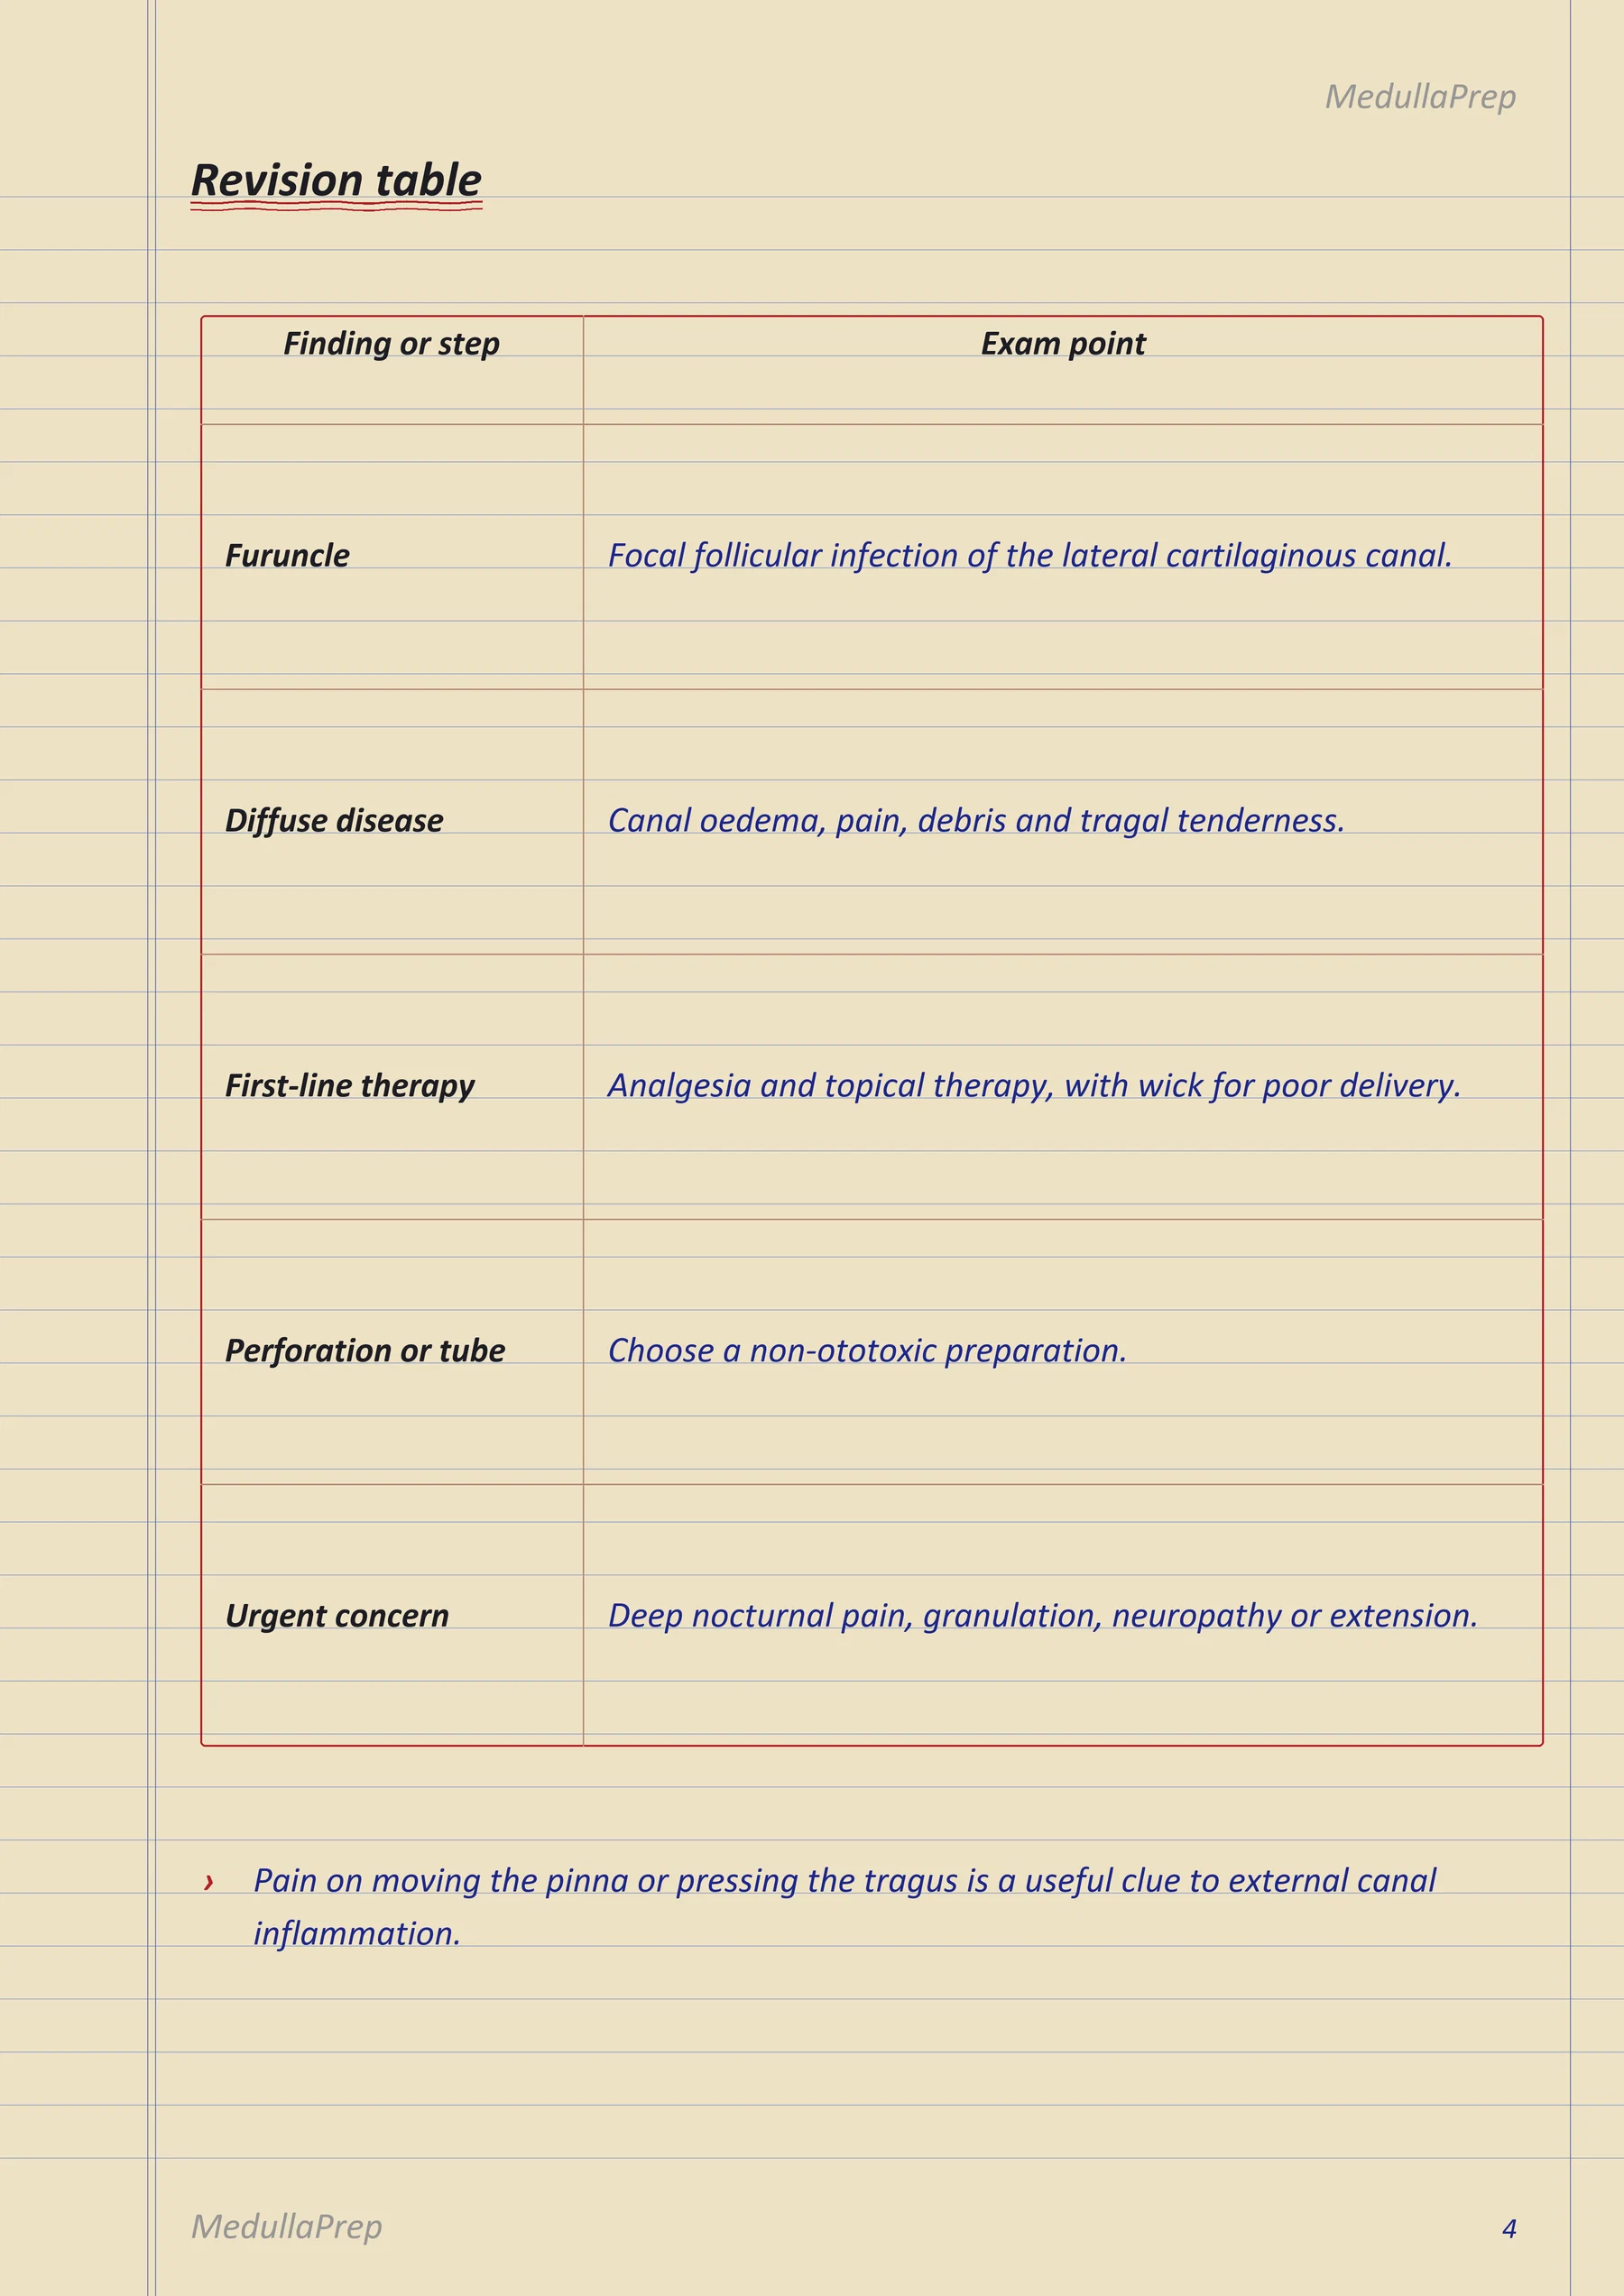 MedullaPrep
Revision table
Finding or step Exam point
Furuncle Focal follicular infection of the lateral cartilaginous canal.
Diffuse disease Canal oedema, pain, debris and tragal tenderness.
First-line therapy Analgesia and topical therapy, with wick for poor delivery.
Perforation or tube Choose a non-ototoxic preparation.
Urgent concern Deep nocturnal pain, granulation, neuropathy or extension.
› Pain on moving the pinna or pressing the tragus is a useful clue to external canal
inflammation.
MedullaPrep 4